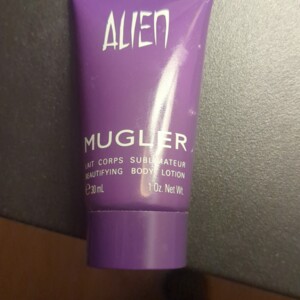 ALIEN
MUGLER
LAIT CORPS SUBLIMATEUR
BEAUTIFYING BODY LOTION
℮ 30 mL 1 Oz. Net Wt.